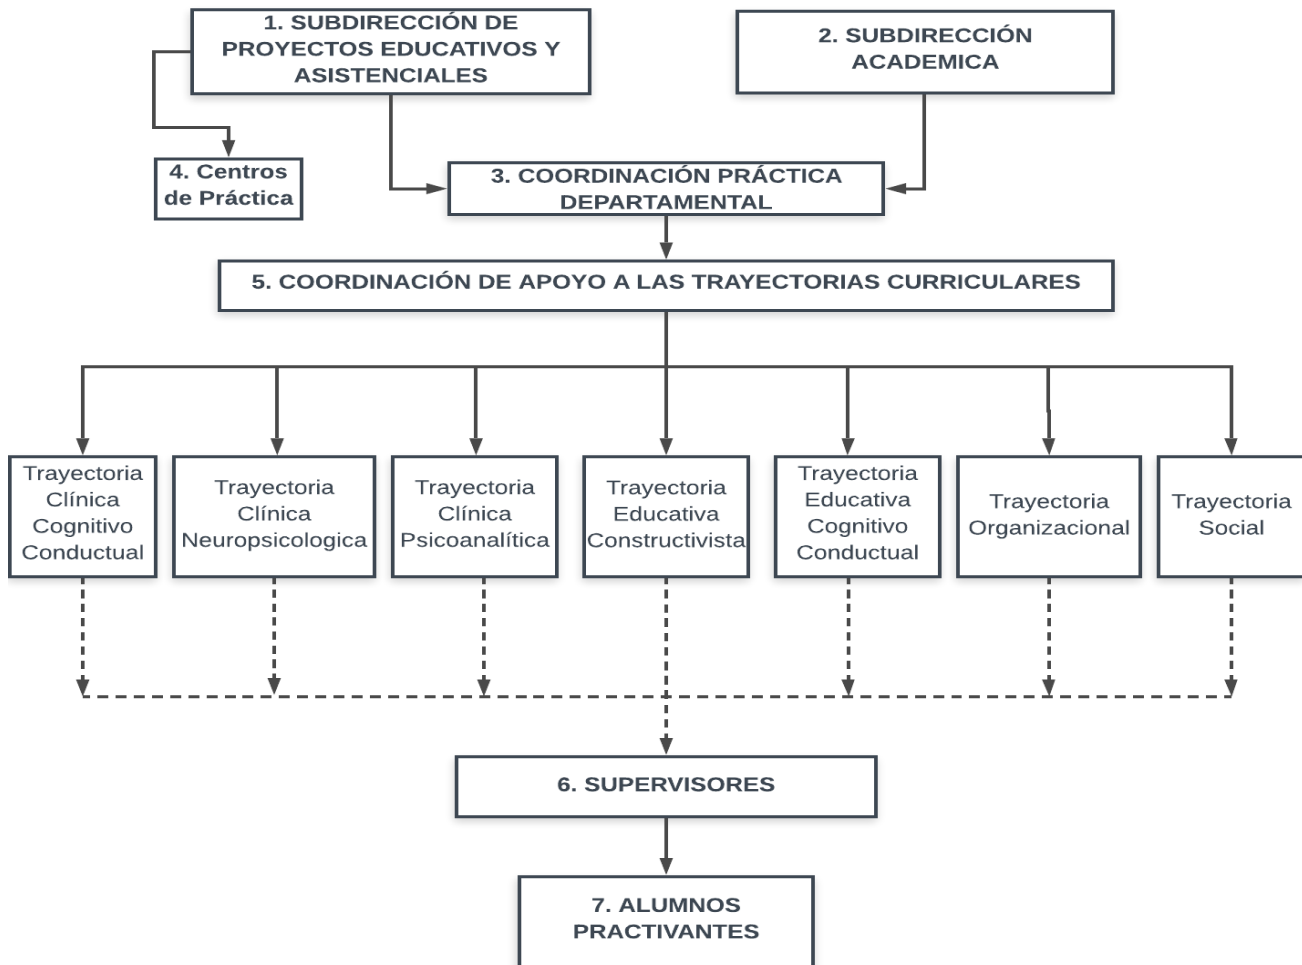 1. SUBDIRECCIÓN DE
PROYECTOS EDUCATIVOS Y
ASISTENCIALES
2. SUBDIRECCIÓN
ACADEMICA
4. Centros
de Práctica
3. COORDINACIÓN PRÁCTICA
DEPARTAMENTAL
5. COORDINACIÓN DE APOYO A LAS TRAYECTORIAS CURRICULARES
Trayectoria
Clínica
Cognitivo
Conductual
Trayectoria
Clínica
Neuropsicologica
Trayectoria
Clínica
Psicoanalítica
Trayectoria
Educativa
Constructivista
Trayectoria
Educativa
Cognitivo
Conductual
Trayectoria
Organizacional
Trayectoria
Social
6. SUPERVISORES
7. ALUMNOS
PRACTIVANTES